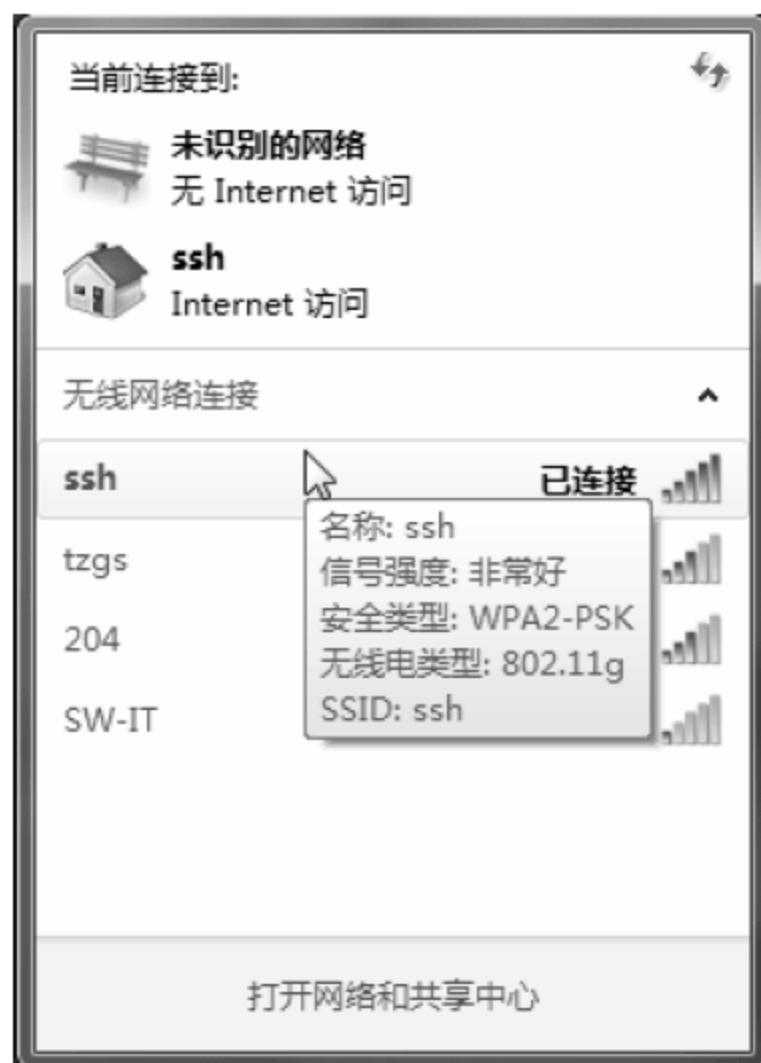 当前连接到:
未识别的网络
无 Internet 访问
ssh
Internet 访问
无线网络连接
ssh 已连接
名称: ssh
信号强度: 非常好
安全类型: WPA2-PSK
无线电类型: 802.11g
SSID: ssh
tzgs
204
SW-IT
打开网络和共享中心